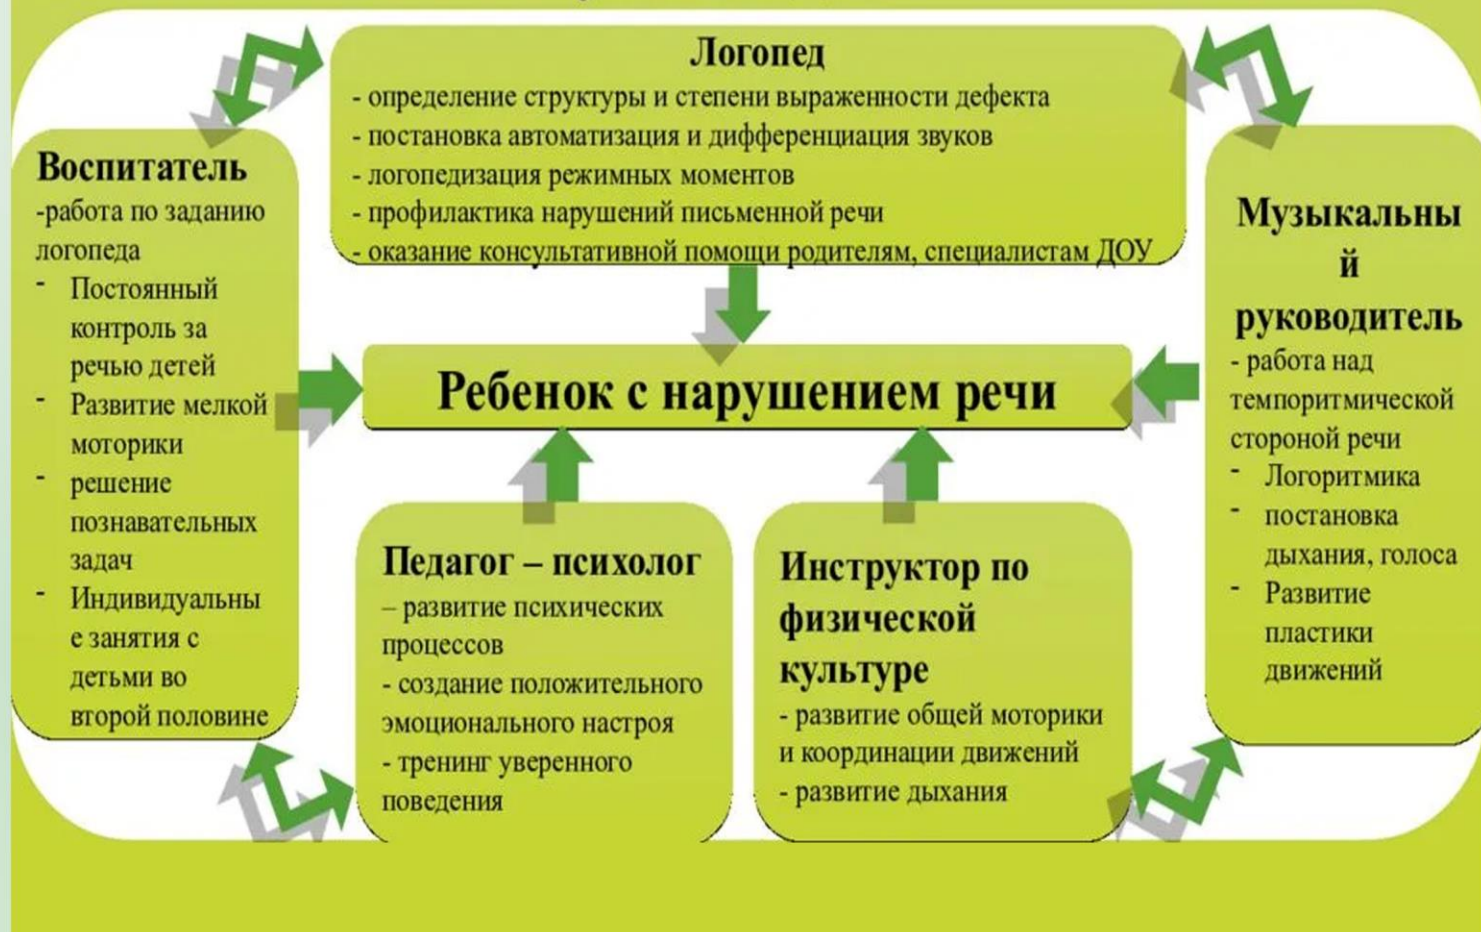 Логопед
- определение структуры и степени выраженности дефекта
- постановка автоматизация и дифференциация звуков
- логопедизация режимных моментов
- профилактика нарушений письменной речи
- оказание консультативной помощи родителям, специалистам ДОУ
Воспитатель
-работа по заданию
логопеда
- Постоянный
контроль за
речью детей
- Развитие мелкой
моторики
- решение
познавательных
задач
- Индивидуальны
е занятия с
детьми во
второй половине
Ребенок с нарушением речи
Музыкальны
й
руководитель
- работа над
темпоритмической
стороной речи
- Логоритмика
- постановка
дыхания, голоса
- Развитие
пластики
движений
Педагог – психолог
– развитие психических
процессов
- создание положительного
эмоционального настроя
- тренинг уверенного
поведения
Инструктор по
физической
культуре
- развитие общей моторики
и координации движений
- развитие дыхания